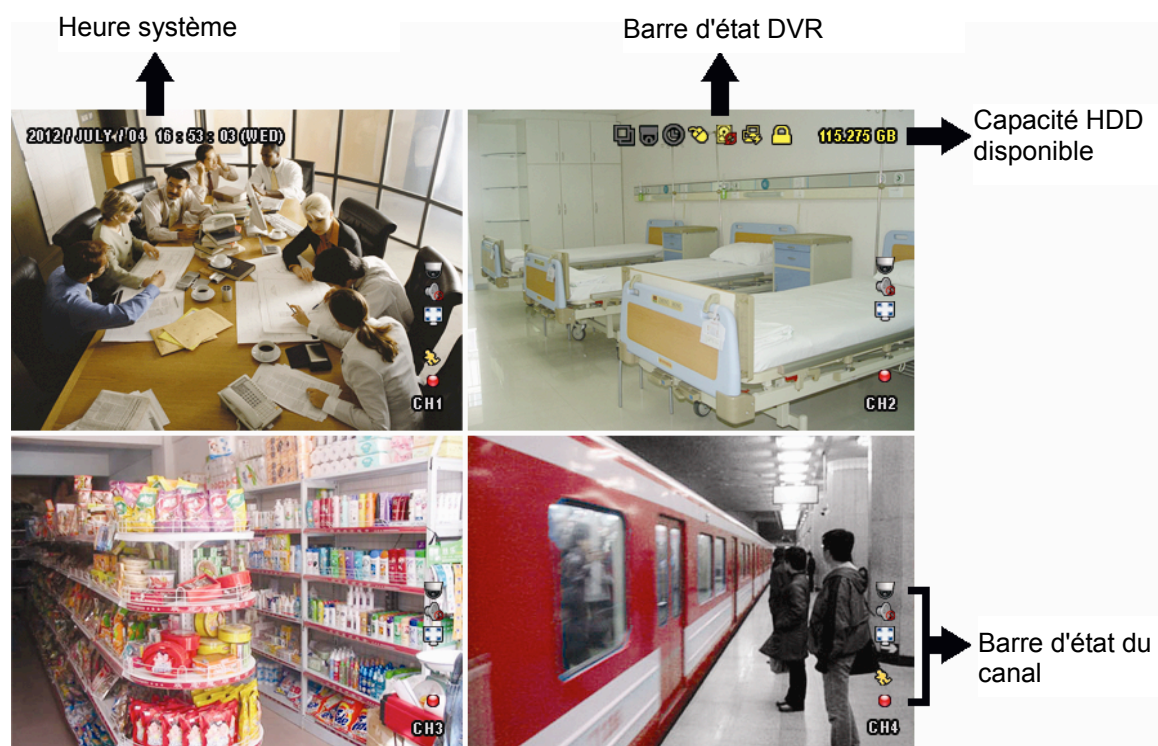 Heure système
Barre d'état DVR
2012 / JULY / 04 16 : 53 : 03 (WED)
115.275 GB
Capacité HDD
disponible
CH1
CH2
Barre d'état du
canal
CH3
CH4